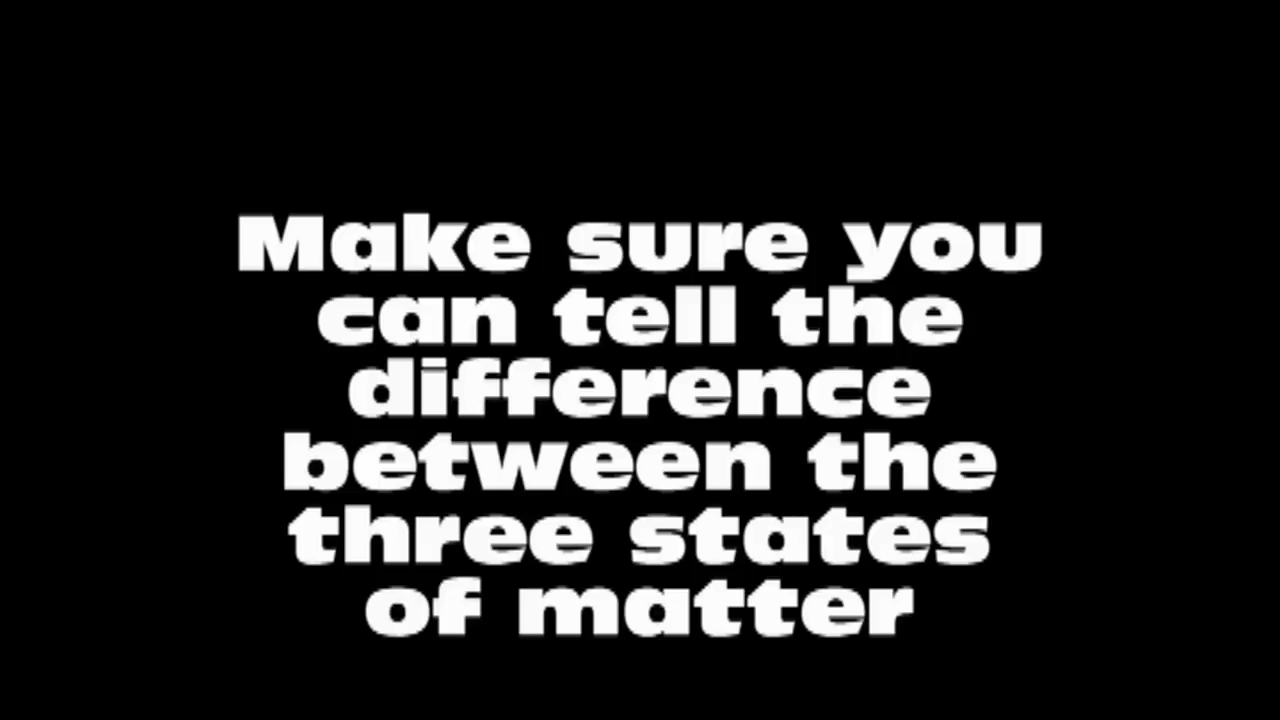 Make sure you
can tell the
difference
between the
three states
of matter